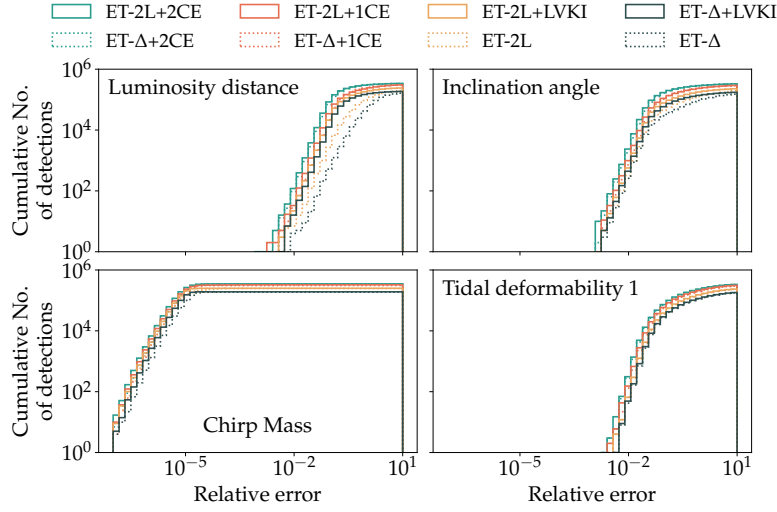 ET-2L+2CE ET-2L+1CE ET-2L+LVKI ET-Δ+LVKI
ET-Δ+2CE ET-Δ+1CE ET-2L ET-Δ
Luminosity distance
Inclination angle
10^6
10^4
10^2
10^0
Cumulative No.
of detections
Chirp Mass
Tidal deformability 1
10^6
10^4
10^2
10^0
Cumulative No.
of detections
10^-5 10^-2 10^1
10^-5 10^-2 10^1
Relative error
Relative error